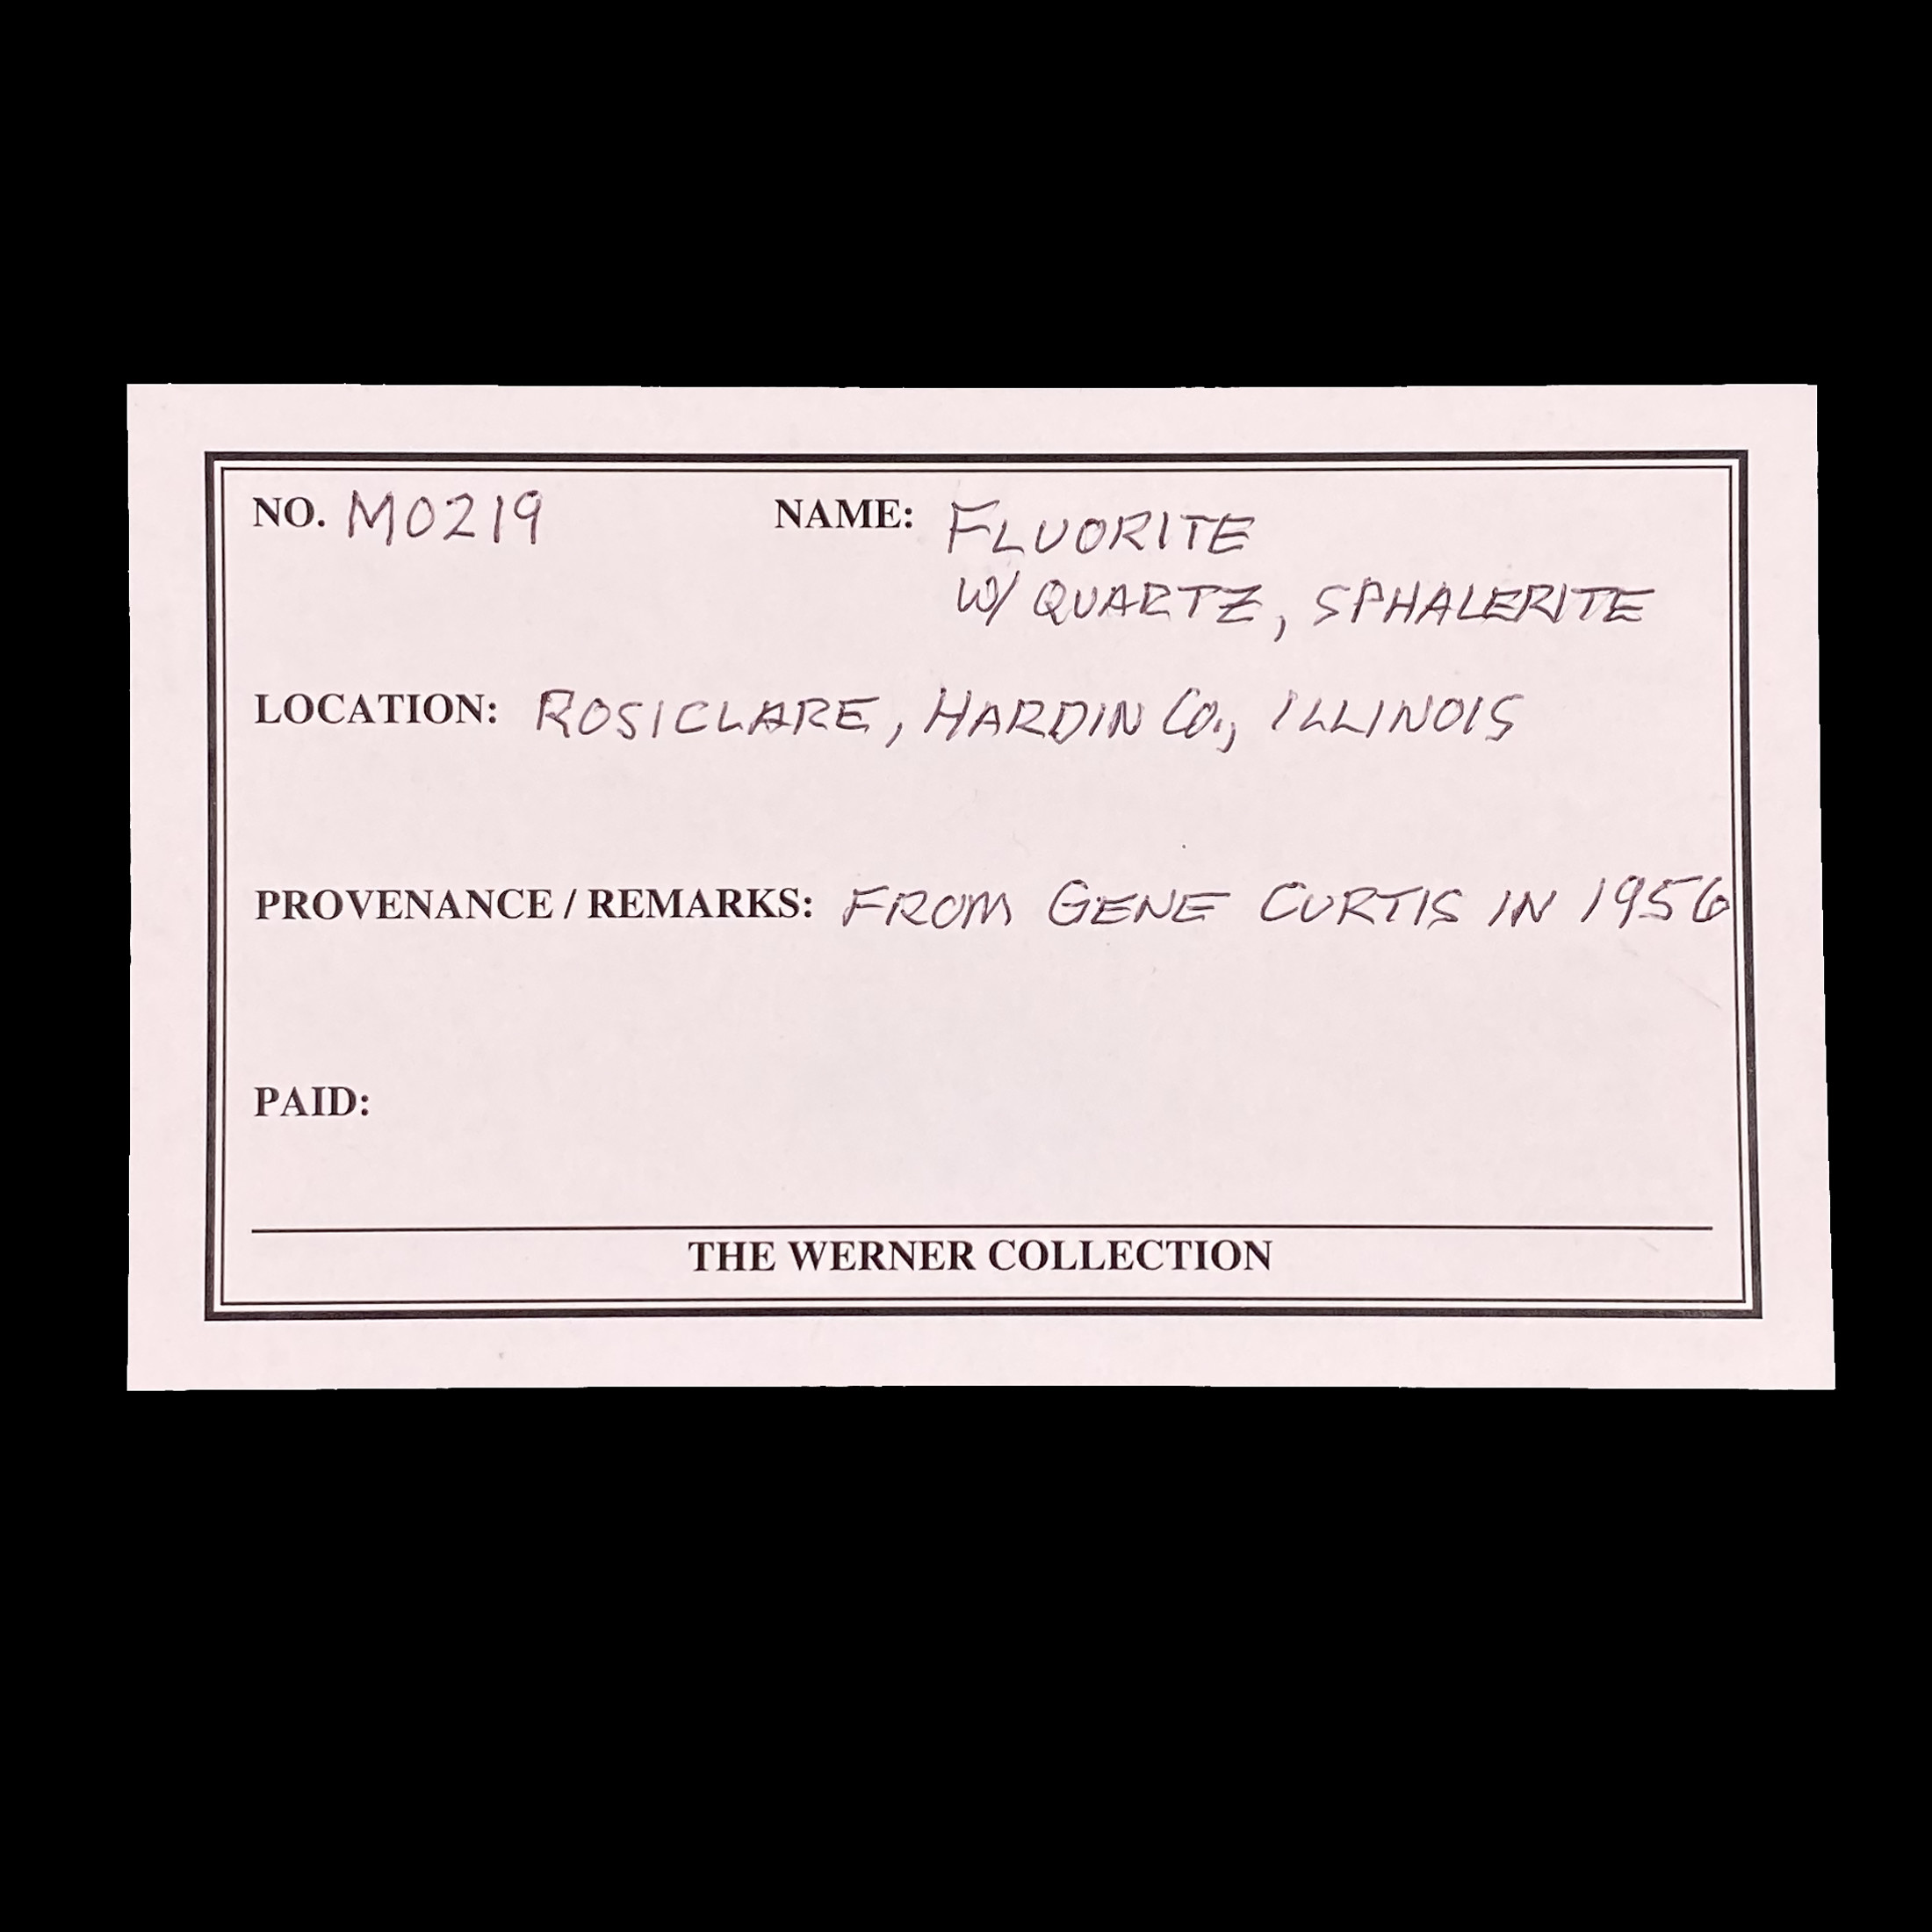 NO. M0219 NAME: FLUORITE
W/ QUARTZ, SPHALERITE
LOCATION: ROSICLARE, HARDIN CO., ILLINOIS
PROVENANCE / REMARKS: FROM GENE CURTIS IN 1956
PAID:
THE WERNER COLLECTION